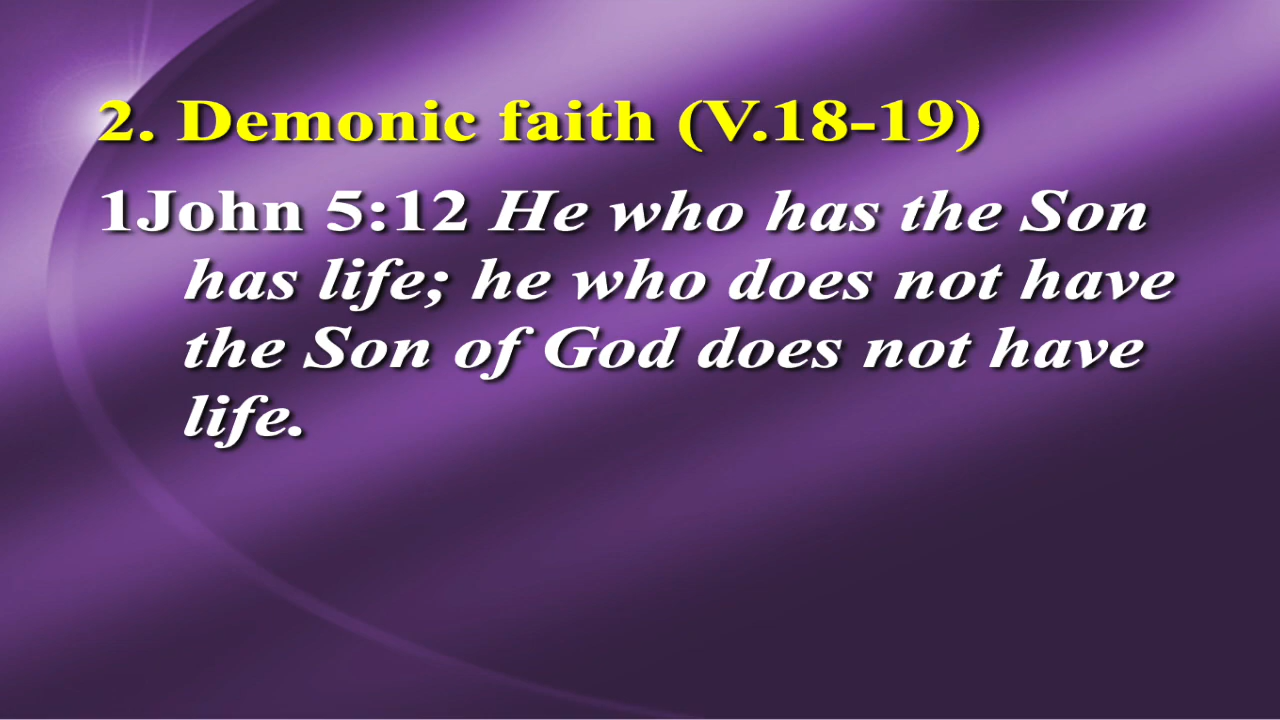 2. Demonic faith (V.18-19)
1John 5:12 He who has the Son
has life; he who does not have
the Son of God does not have
life.